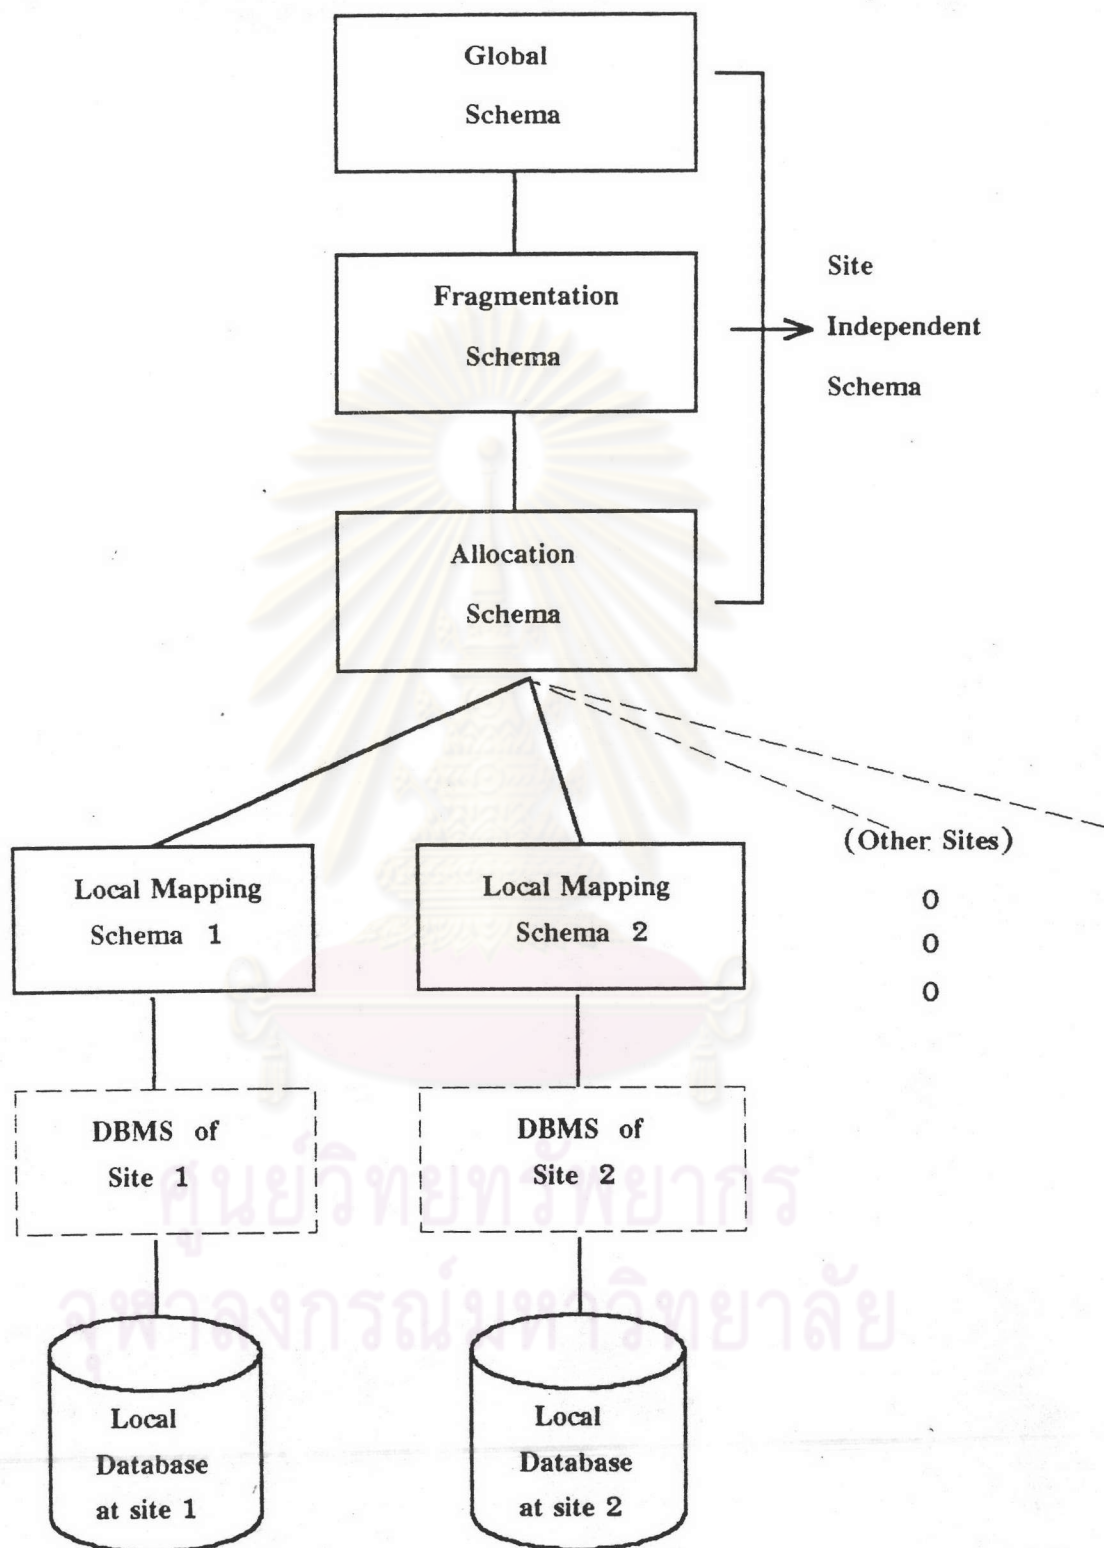 Global
Schema
Fragmentation
Schema
Site
Independent
Schema
Allocation
Schema
(Other Sites)
O
O
O
Local Mapping
Schema 1
Local Mapping
Schema 2
DBMS of
Site 1
DBMS of
Site 2
ศูนย์วิทยทรัพยากร
จุฬาลงกรณ์มหาวิทยาลัย
Local
Database
at site 1
Local
Database
at site 2